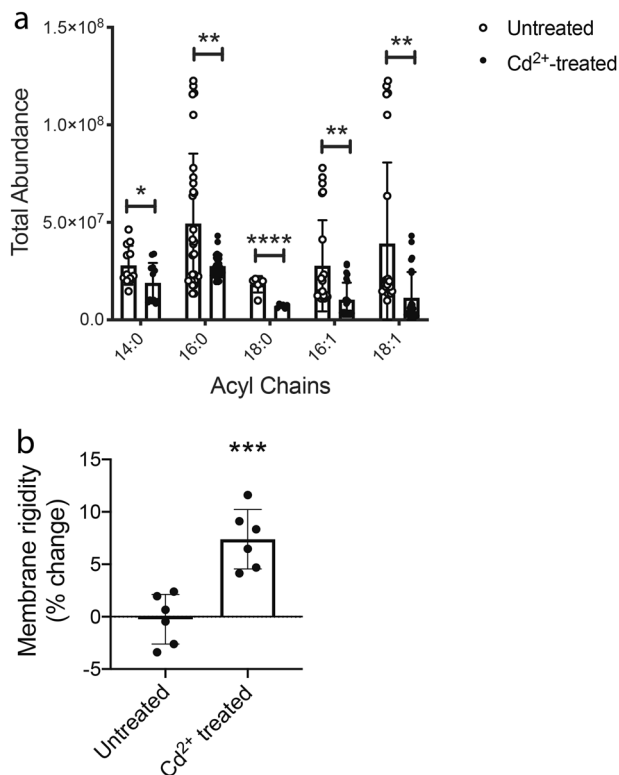 a
Untreated
Cd²⁺-treated
Total Abundance
1.5×10⁸
1.0×10⁸
5.0×10⁷
0.0
*
**
****
**
**
14:0
16:0
18:0
16:1
18:1
Acyl Chains
b
***
Membrane rigidity
(% change)
15
10
5
0
-5
Untreated
Cd²⁺ treated